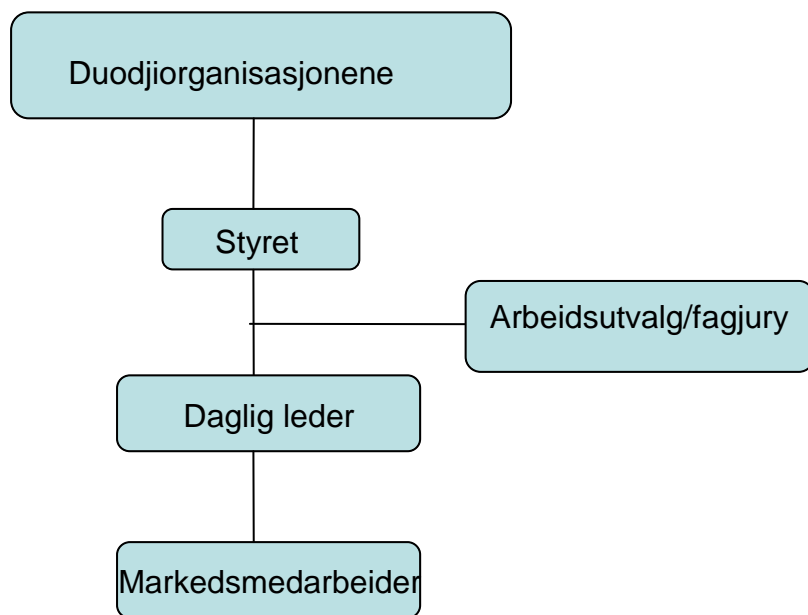 Duodjiorganisasjonene
Styret
Arbeidsutvalg/fagjury
Daglig leder
Markedsmedarbeider